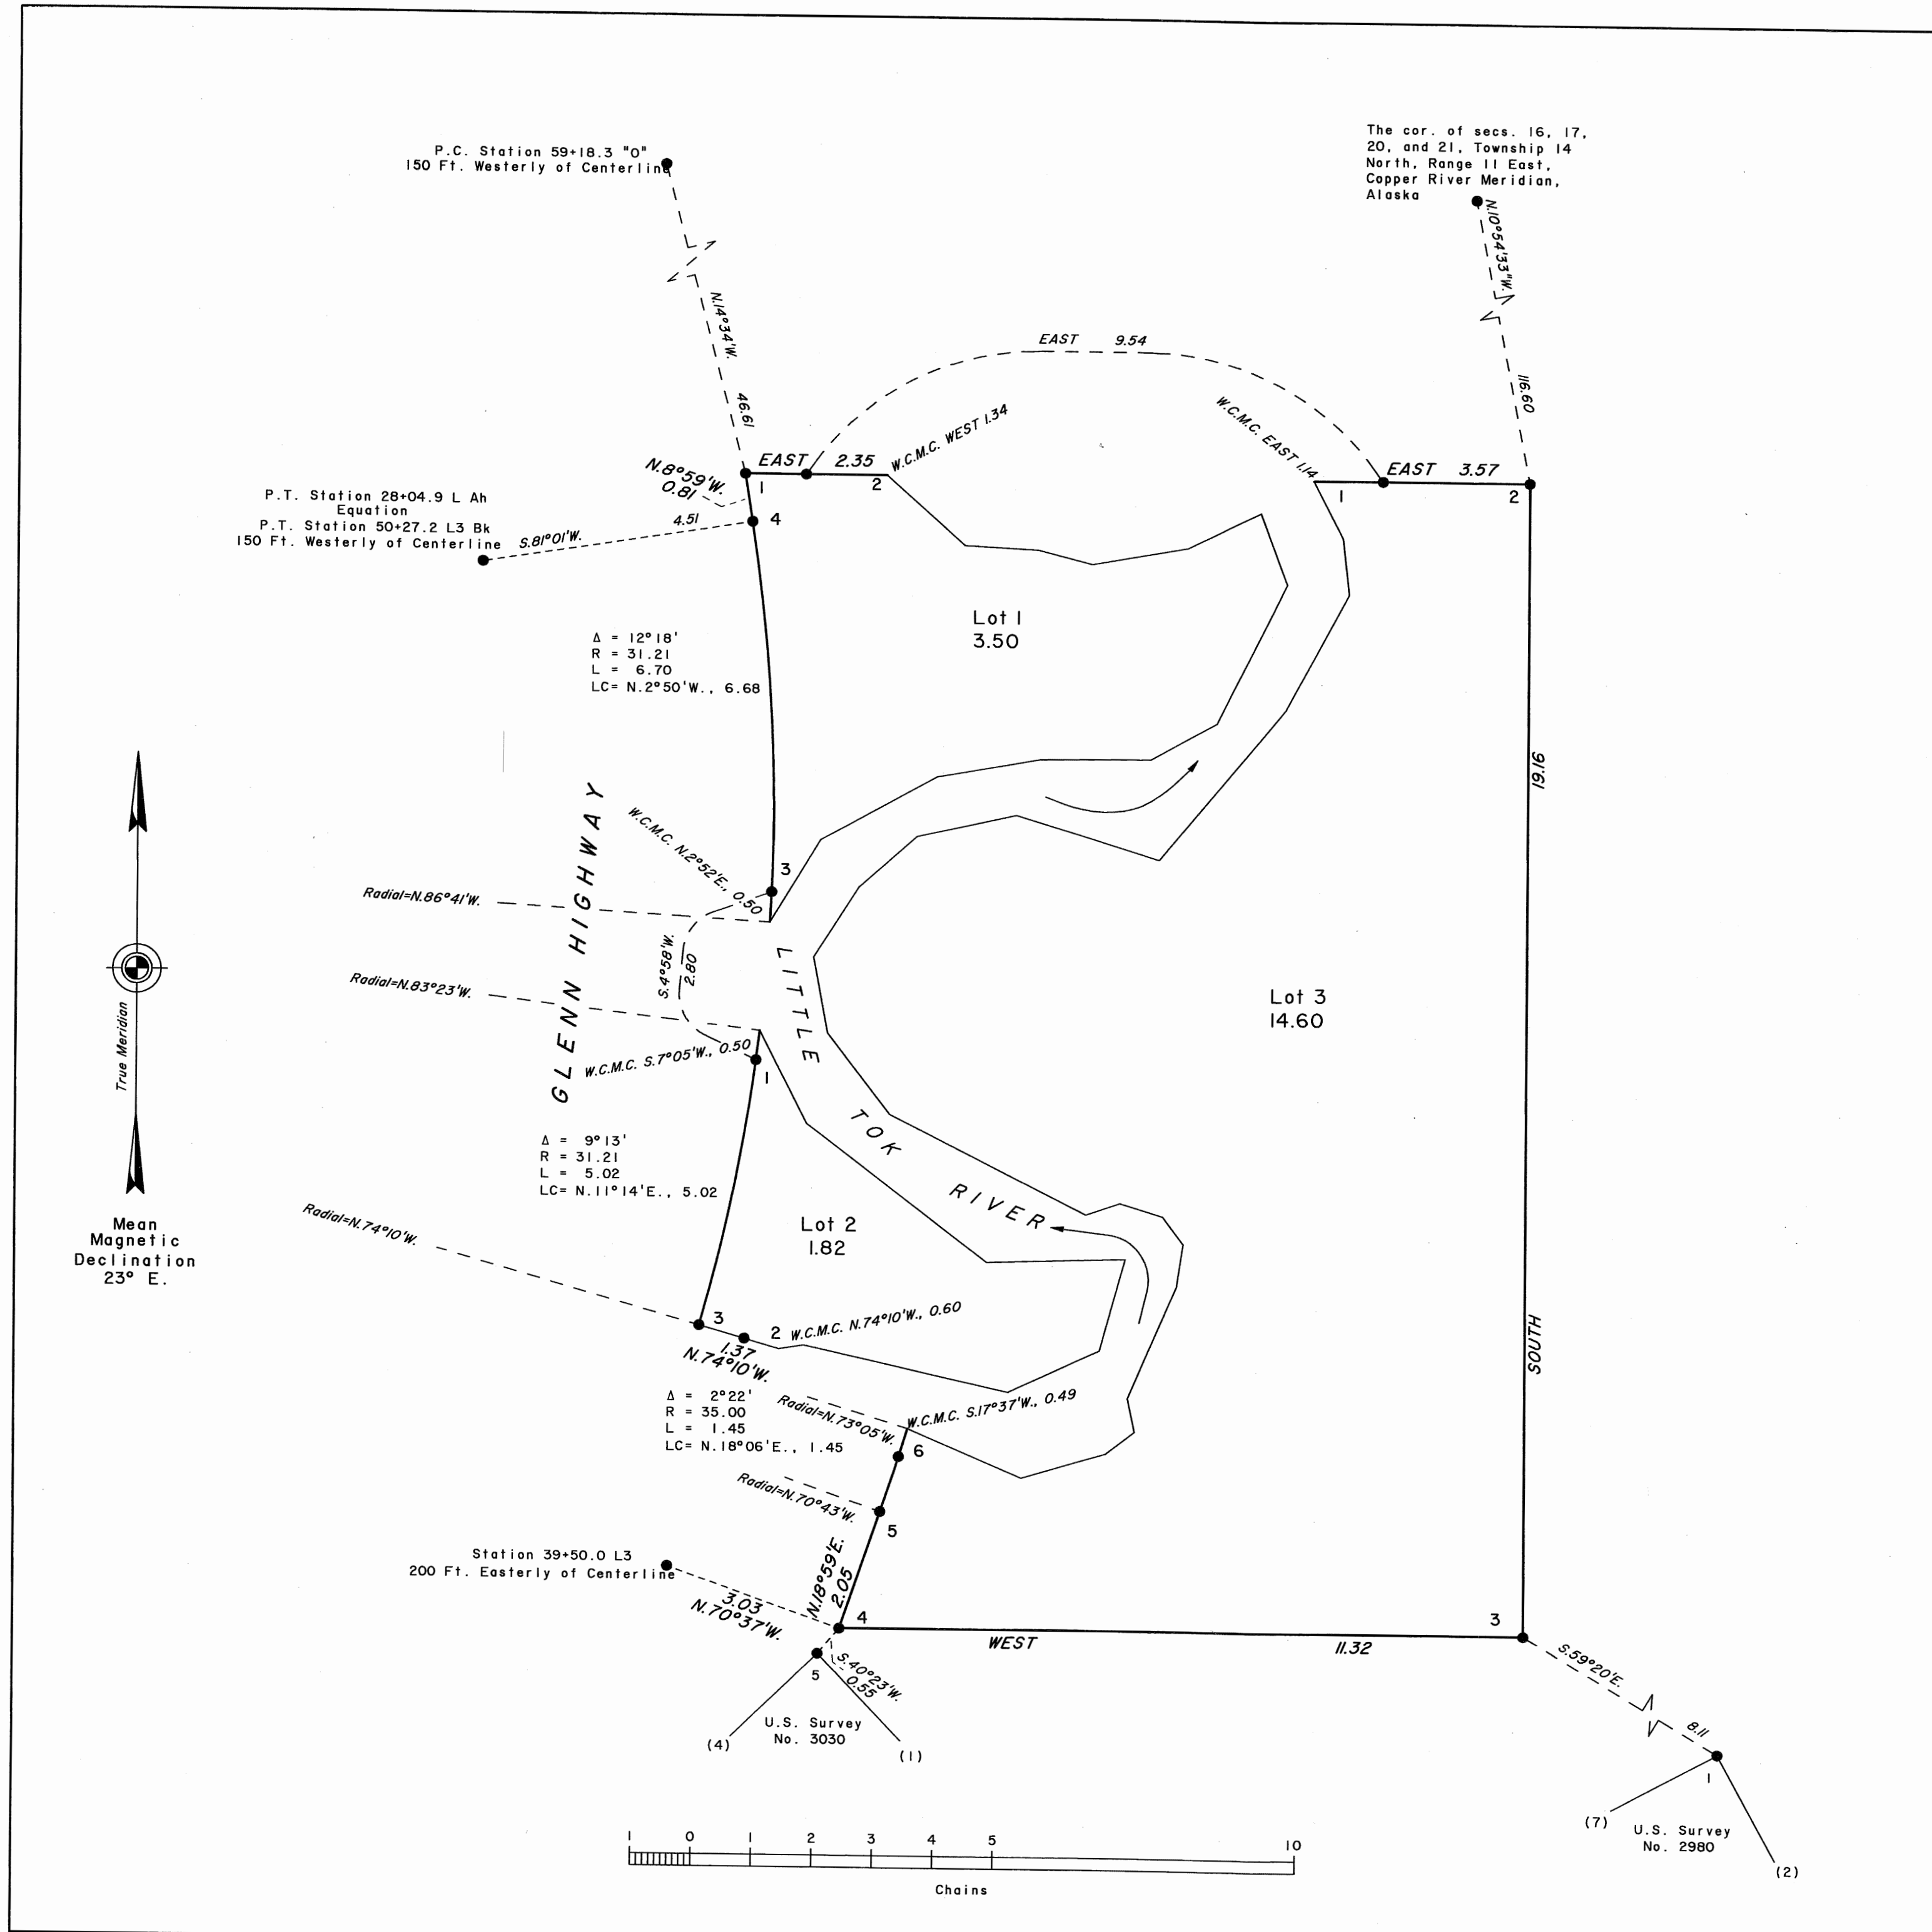 P.C. Station 59+18.3 "O"
150 Ft. Westerly of Centerline
The cor. of secs. 16, 17,
20, and 21, Township 14
North, Range 11 East,
Copper River Meridian,
Alaska
N.10°54'33"W.
116.60
N.14°34'W.
46.61
EAST 9.54
W.C.M.C. WEST 1.34
W.C.M.C. EAST 1.14
EAST 2.35
1
2
EAST 3.57
1
2
N.8°59'W.
0.81
4
P.T. Station 28+04.9 L Ah
Equation
P.T. Station 50+27.2 L3 Bk
150 Ft. Westerly of Centerline
S.81°01'W.
4.51
Lot 1
3.50
Δ = 12°18'
R = 31.21
L = 6.70
LC= N.2°50'W., 6.68
19.16
GLENN HIGHWAY
W.C.M.C. N.2°52'E., 0.50
3
Radial=N.86°41'W.
S.4°58'W.
2.80
Radial=N.83°23'W.
W.C.M.C. S.7°05'W., 0.50
1
LITTLE
TOK
RIVER
Lot 3
14.60
True Meridian
Mean
Magnetic
Declination
23° E.
Δ = 9°13'
R = 31.21
L = 5.02
LC= N.11°14'E., 5.02
Radial=N.74°10'W.
Lot 2
1.82
3
2
W.C.M.C. N.74°10'W., 0.60
1.37
N.74°10'W.
SOUTH
Δ = 2°22'
R = 35.00
L = 1.45
LC= N.18°06'E., 1.45
Radial=N.73°05'W.
W.C.M.C. S.17°37'W., 0.49
6
Radial=N.70°43'W.
5
Station 39+50.0 L3
200 Ft. Easterly of Centerline
N.18°59'E.
2.05
3.03
N.70°37'W.
4
WEST
11.32
3
S.40°23'W.
0.55
5
U.S. Survey
No. 3030
(4)
(1)
S.59°20'E.
8.11
1
(7)
U.S. Survey
No. 2980
(2)
1 0 1 2 3 4 5 10
Chains